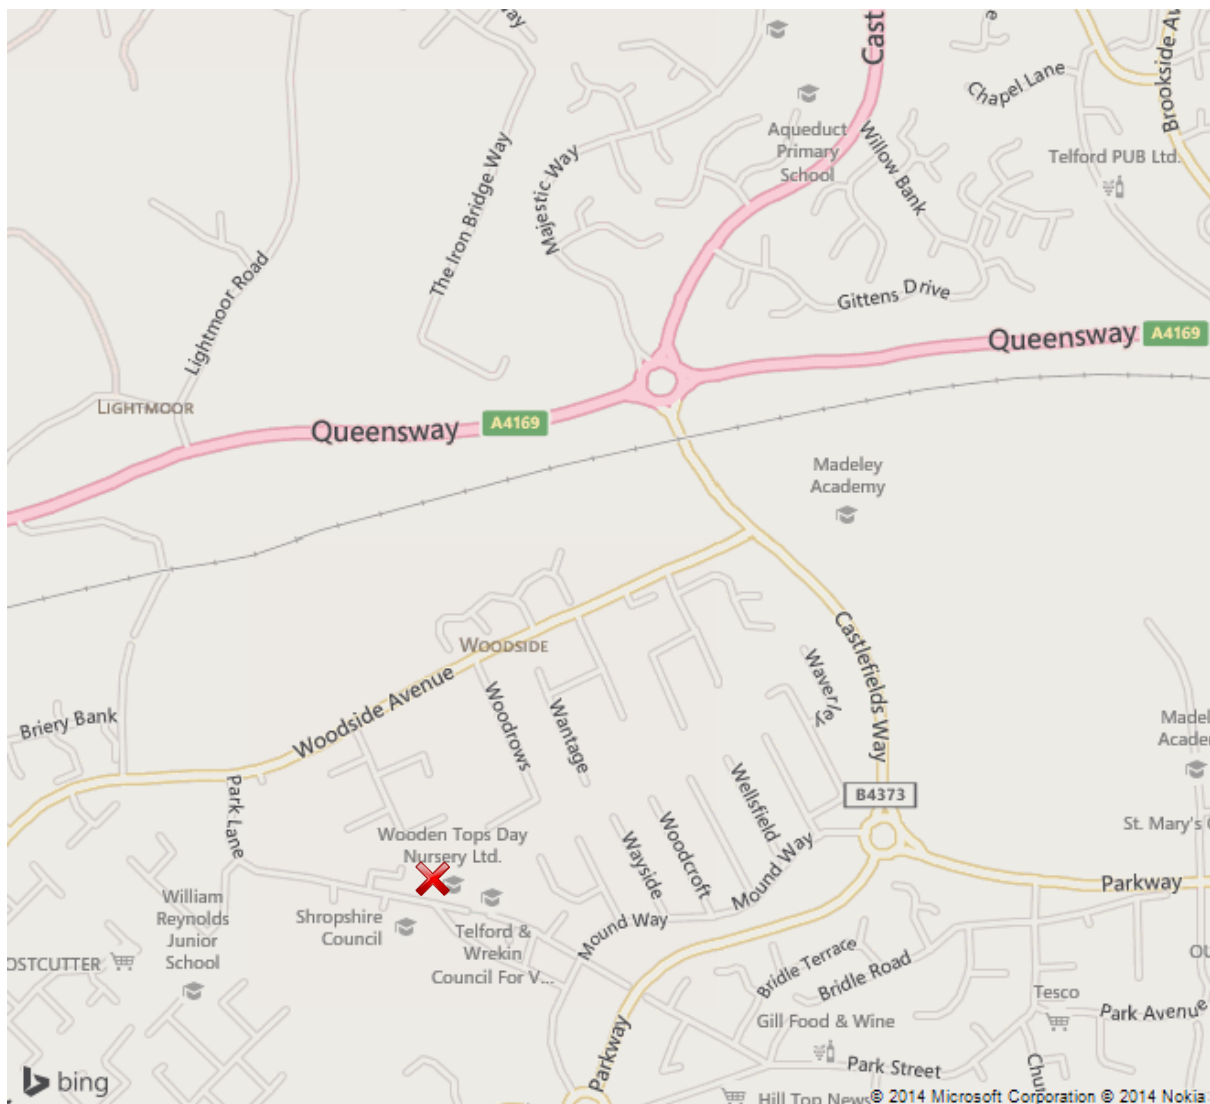 way
Cast
e
Chapel Lane
Brookside Av
Aqueduct
Primary
School
Willow Bank
Telford PUB Ltd.
Majestic Way
The Iron Bridge Way
Lightmoor Road
Gittens Drive
Queensway
A4169
LIGHTMOOR
Queensway
A4169
Madeley
Academy
WOODSIDE
Castlefields Way
Waverley
Woodside Avenue
Woodrows
Wantage
Briery Bank
Madel
Academ
Park Lane
Wellsfield
B4373
Wooden Tops Day
Nursery Ltd.
Wayside
Woodcroft
Mound Way
St. Mary's C
Parkway
William
Reynolds
Junior
School
Shropshire
Council
Telford &
Wrekin
Council For V...
Mound Way
OSTCUTTER
Bridle Terrace
Bridle Road
OU
Tesco
Park Avenue
Gill Food & Wine
Parkway
Park Street
Chur
bing
Hill Top News
© 2014 Microsoft Corporation © 2014 Nokia